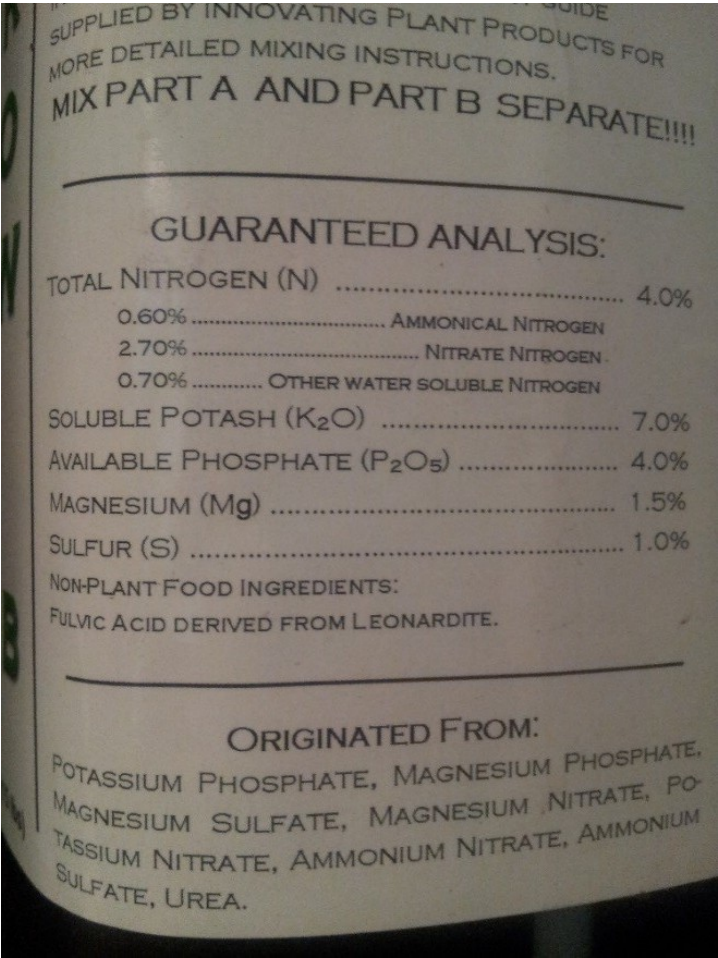 GUIDE
SUPPLIED BY INNOVATING PLANT PRODUCTS FOR
MORE DETAILED MIXING INSTRUCTIONS.
MIX PART A AND PART B SEPARATE!!!!
GUARANTEED ANALYSIS:
TOTAL NITROGEN (N) ................................... 4.0%
0.60% ............................... AMMONICAL NITROGEN
2.70% ..................................... NITRATE NITROGEN
0.70% ............ OTHER WATER SOLUBLE NITROGEN
SOLUBLE POTASH (K2O) ............................. 7.0%
AVAILABLE PHOSPHATE (P2O5) ................... 4.0%
MAGNESIUM (Mg) .......................................... 1.5%
SULFUR (S) .................................................... 1.0%
NON-PLANT FOOD INGREDIENTS:
FULVIC ACID DERIVED FROM LEONARDITE.
ORIGINATED FROM:
POTASSIUM PHOSPHATE, MAGNESIUM PHOSPHATE,
MAGNESIUM SULFATE, MAGNESIUM NITRATE, PO-
TASSIUM NITRATE, AMMONIUM NITRATE, AMMONIUM
SULFATE, UREA.
O
W
B